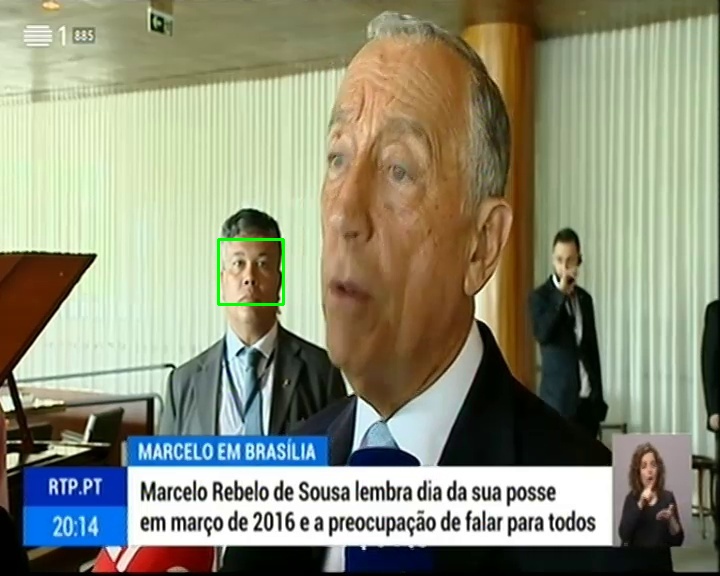 1 885
MARCELO EM BRASÍLIA
RTP.PT
Marcelo Rebelo de Sousa lembra dia da sua posse
20:14
em março de 2016 e a preocupação de falar para todos